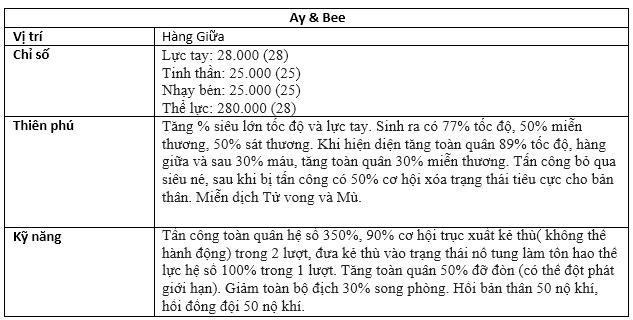 Ay & Bee
Vị trí
Hàng Giữa
Chỉ số
Lực tay: 28.000 (28)
Tinh thần: 25.000 (25)
Nhạy bén: 25.000 (25)
Thể lực: 280.000 (28)
Thiên phú
Tăng % siêu lớn tốc độ và lực tay. Sinh ra có 77% tốc độ, 50% miễn
thương, 50% sát thương. Khi hiện diện tăng toàn quân 89% tốc độ, hàng
giữa và sau 30% máu, tăng toàn quân 30% miễn thương. Tấn công bỏ qua
siêu né, sau khi bị tấn công có 50% cơ hội xóa trạng thái tiêu cực cho bản
thân. Miễn dịch Tử vong và Mù.
Kỹ năng
Tấn công toàn quân hệ số 350%, 90% cơ hội trục xuất kẻ thù( không thể
hành động) trong 2 lượt, đưa kẻ thù vào trạng thái nổ tung làm tổn hao thể
lực hệ số 100% trong 1 lượt. Tăng toàn quân 50% đỡ đòn (có thể đột phát
giới hạn). Giảm toàn bộ địch 30% song phòng. Hồi bản thân 50 nộ khí,
hồi đồng đội 50 nộ khí.